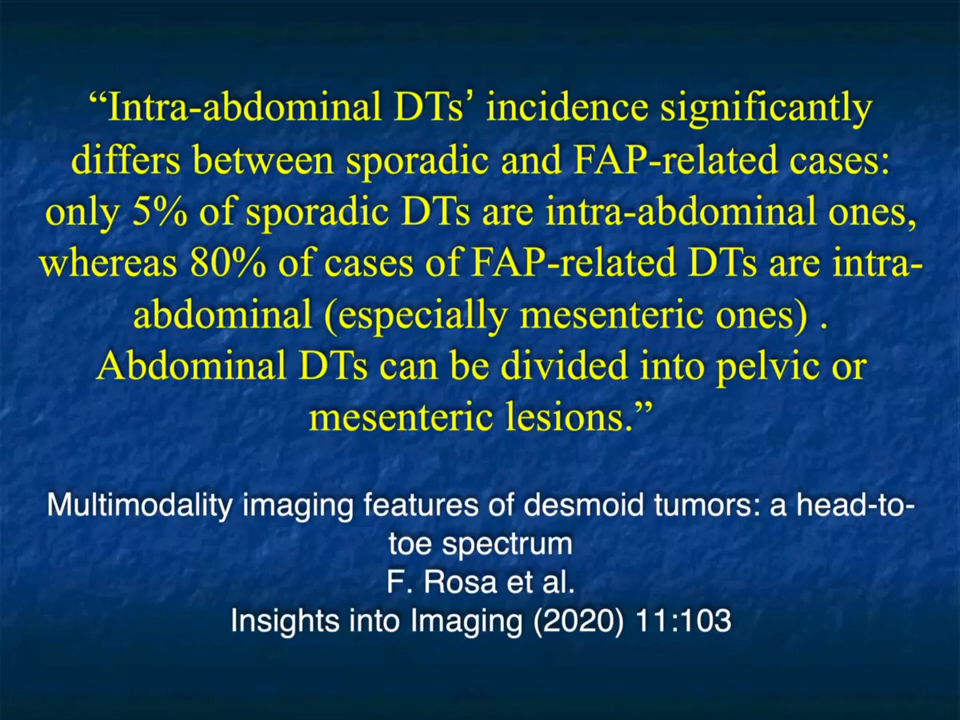 “Intra-abdominal DTs’ incidence significantly
differs between sporadic and FAP-related cases:
only 5% of sporadic DTs are intra-abdominal ones,
whereas 80% of cases of FAP-related DTs are intra-
abdominal (especially mesenteric ones) .
Abdominal DTs can be divided into pelvic or
mesenteric lesions.”
Multimodality imaging features of desmoid tumors: a head-to-
toe spectrum
F. Rosa et al.
Insights into Imaging (2020) 11:103